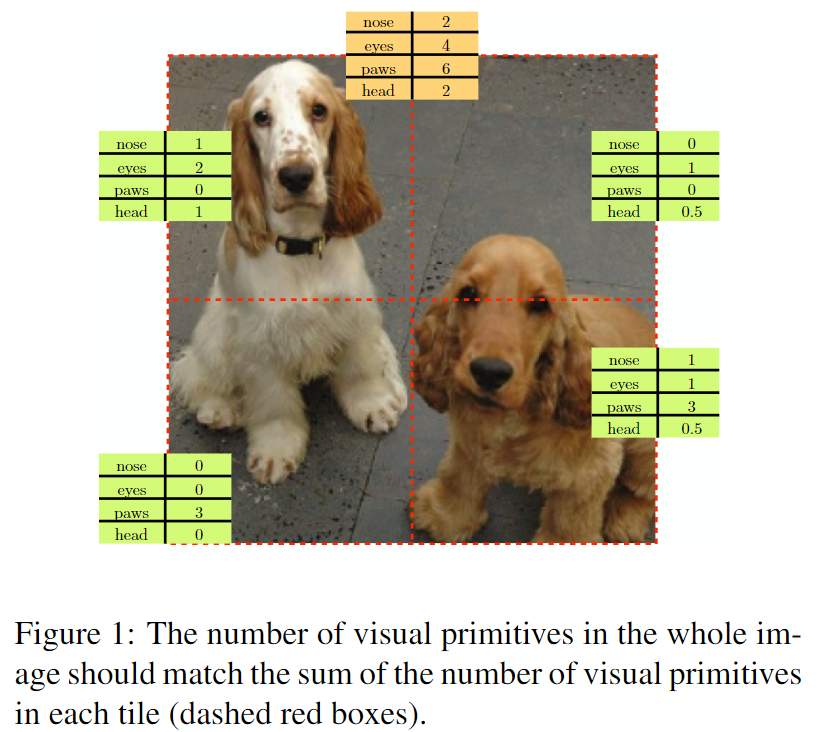 nose 2
eyes 4
paws 6
head 2
nose 1
eyes 2
paws 0
head 1
nose 0
eyes 1
paws 0
head 0.5
nose 1
eyes 1
paws 3
head 0.5
nose 0
eyes 0
paws 3
head 0
Figure 1: The number of visual primitives in the whole im-
age should match the sum of the number of visual primitives
in each tile (dashed red boxes).